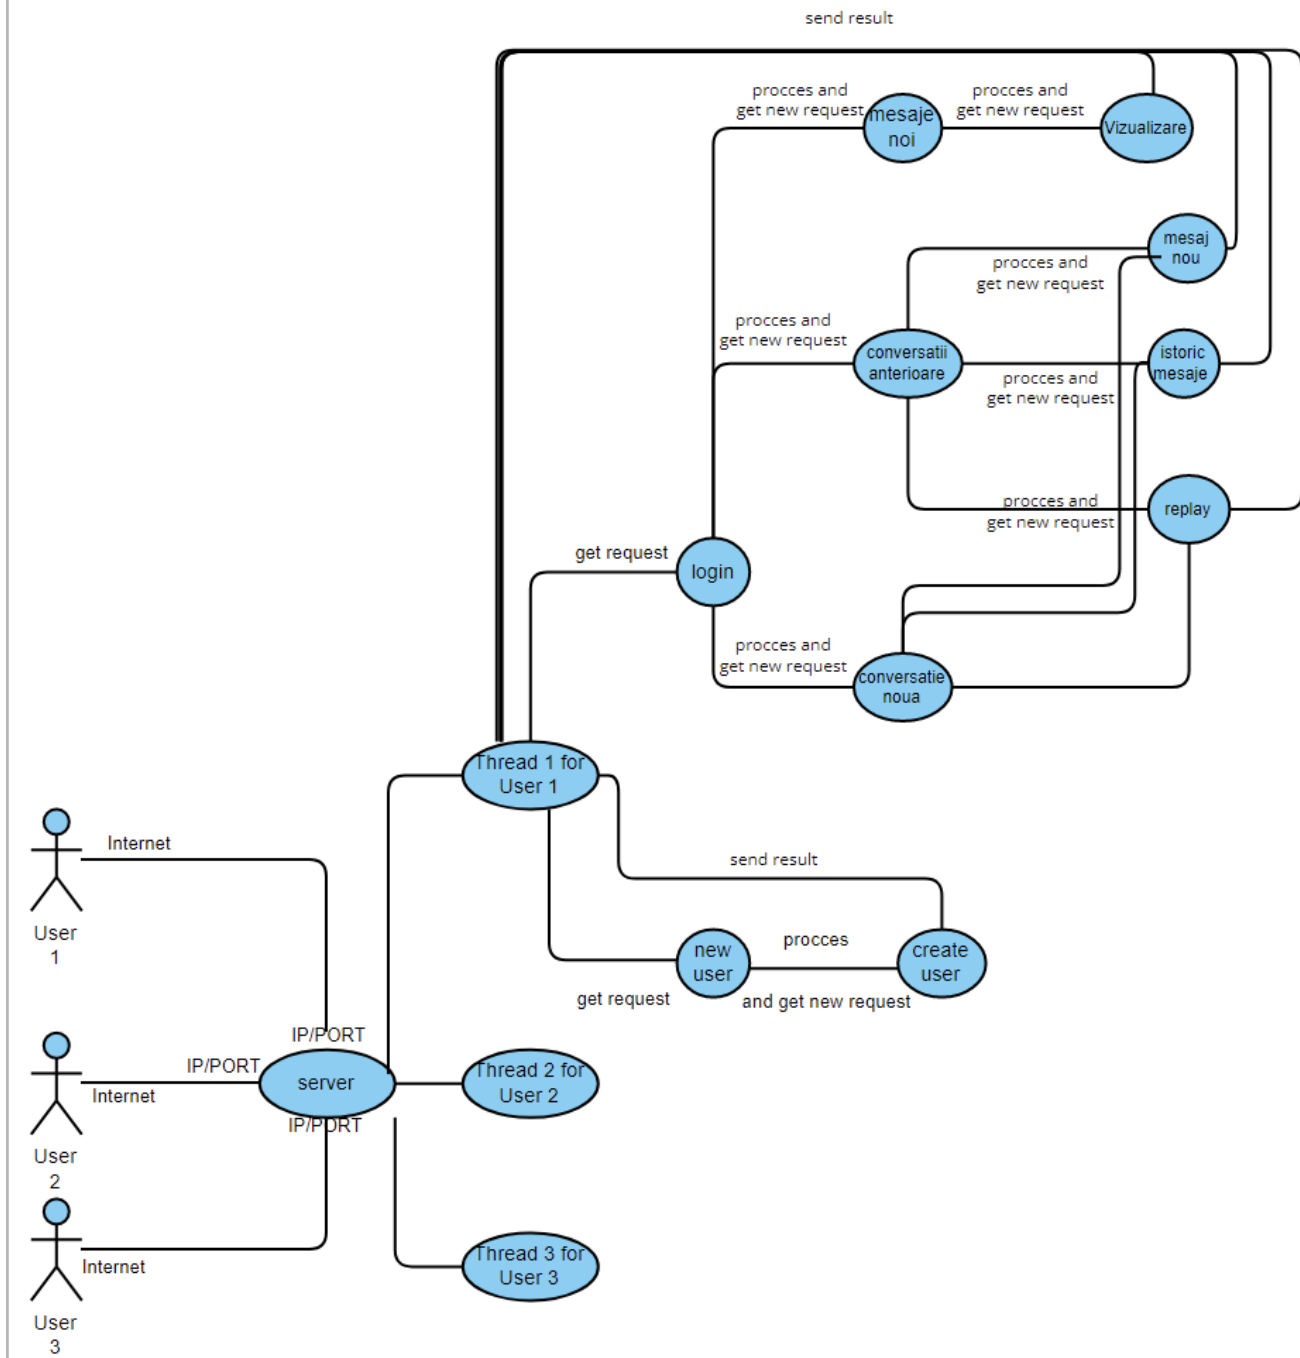 send result
procces and
get new request
mesaje
noi
procces and
get new request
Vizualizare
mesaj
nou
procces and
get new request
procces and
get new request
conversatii
anterioare
istoric
mesaje
procces and
get new request
procces and
get new request
replay
get request
login
procces and
get new request
conversatie
noua
Thread 1 for
User 1
Internet
User
1
send result
new
user
procces
create
user
get request
and get new request
IP/PORT
IP/PORT
server
Internet
IP/PORT
Thread 2 for
User 2
User
2
Thread 3 for
User 3
Internet
User
3